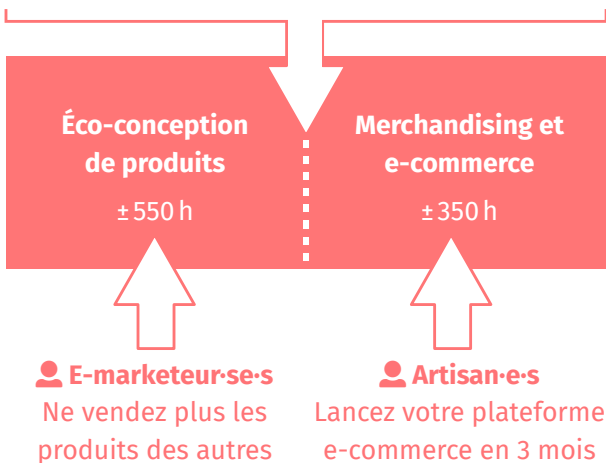 Éco-conception
de produits
± 550 h
Merchandising et
e-commerce
± 350 h
E-marketeur·se·s
Ne vendez plus les
produits des autres
Artisan·e·s
Lancez votre plateforme
e-commerce en 3 mois